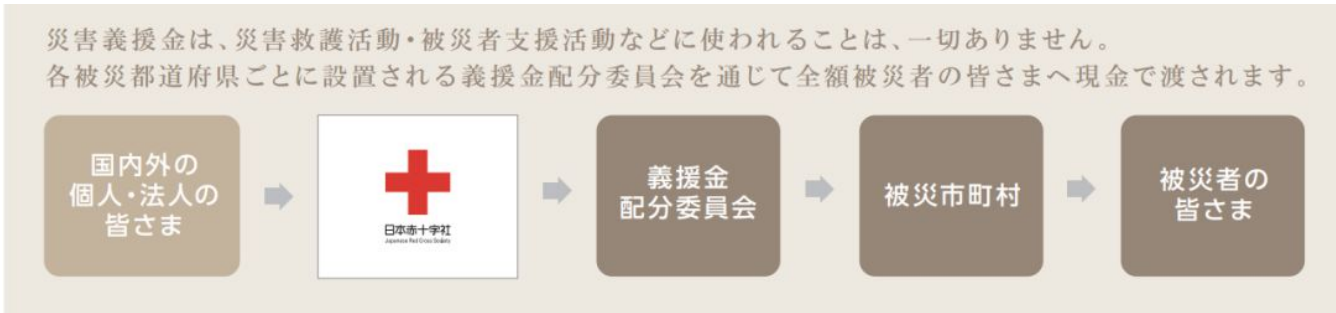 災害義援金は、災害救護活動・被災者支援活動などに使われることは、一切ありません。
各被災都道府県ごとに設置される義援金配分委員会を通じて全額被災者の皆さまへ現金で渡されます。
国内外の
個人・法人の
皆さま
日本赤十字社
Japanese Red Cross Society
義援金
配分委員会
被災市町村
被災者の
皆さま